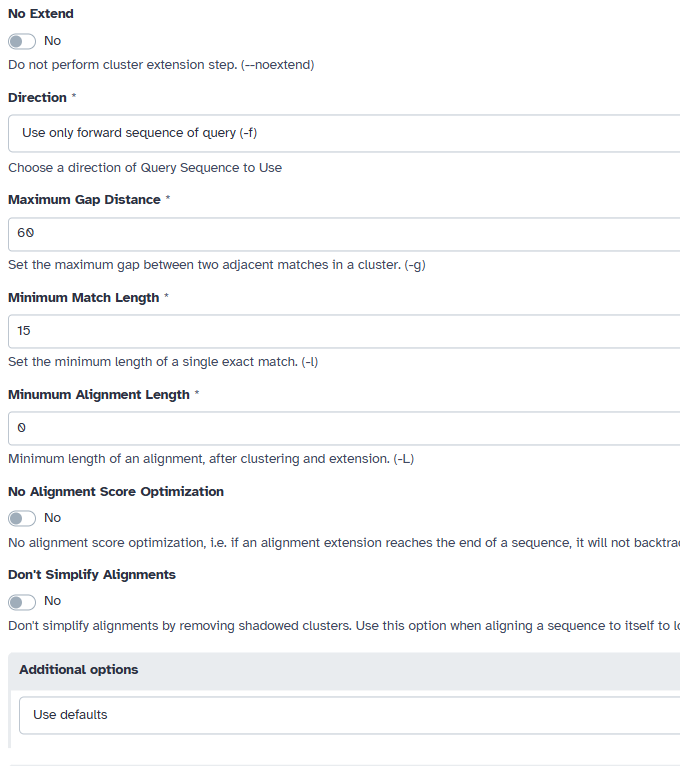 No Extend
No
Do not perform cluster extension step. (--noextend)
Direction *
Use only forward sequence of query (-f)
Choose a direction of Query Sequence to Use
Maximum Gap Distance *
60
Set the maximum gap between two adjacent matches in a cluster. (-g)
Minimum Match Length *
15
Set the minimum length of a single exact match. (-l)
Minumum Alignment Length *
0
Minimum length of an alignment, after clustering and extension. (-L)
No Alignment Score Optimization
No
No alignment score optimization, i.e. if an alignment extension reaches the end of a sequence, it will not backtra
Don't Simplify Alignments
No
Don't simplify alignments by removing shadowed clusters. Use this option when aligning a sequence to itself to l
Additional options
Use defaults